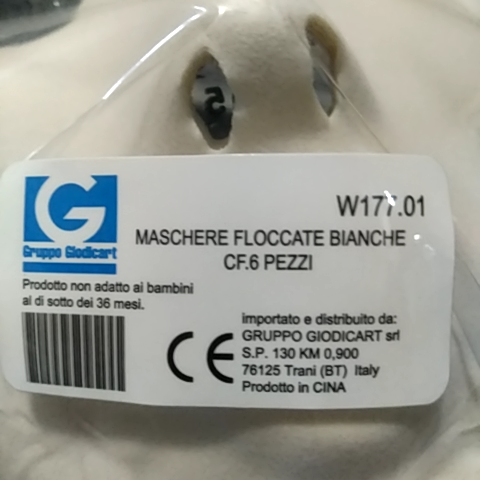 W177.01
Gruppo Giodicart
MASCHERE FLOCCATE BIANCHE
CF.6 PEZZI
Prodotto non adatto ai bambini
al di sotto dei 36 mesi.
CE
importato e distribuito da:
GRUPPO GIODICART srl
S.P. 130 KM 0,900
76125 Trani (BT) Italy
Prodotto in CINA